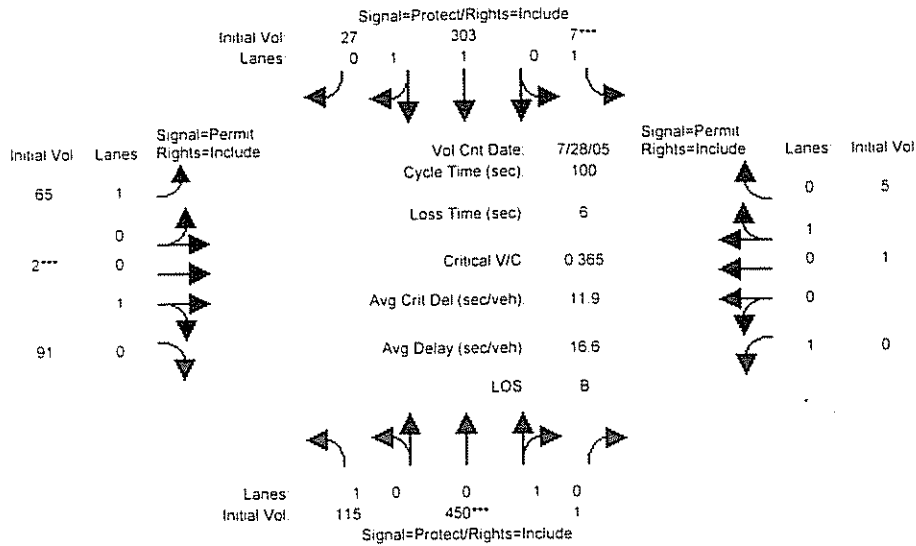 Signal=Protect/Rights=Include
Initial Vol: 27 303 7***
Lanes: 0 1 1 0 1
Signal=Permit
Initial Vol Lanes: Rights=Include
Vol Cnt Date: 7/28/05
Signal=Permit
Rights=Include Lanes: Initial Vol:
Cycle Time (sec): 100
65 1
0 5
Loss Time (sec): 6
0
1
2*** 0
Critical V/C: 0.365
0 1
1
Avg Crit Del (sec/veh): 11.9
0
91 0
Avg Delay (sec/veh): 16.6
1 0
LOS: B
Lanes: 1 0 0 1 0
Initial Vol: 115 450*** 1
Signal=Protect/Rights=Include